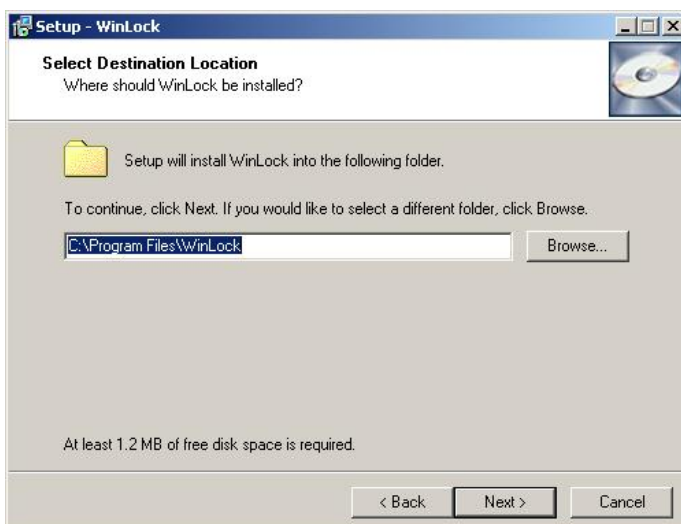 Setup - WinLock
Select Destination Location
Where should WinLock be installed?
Setup will install WinLock into the following folder.
To continue, click Next. If you would like to select a different folder, click Browse.
C:\Program Files\WinLock
Browse...
At least 1.2 MB of free disk space is required.
< Back
Next >
Cancel